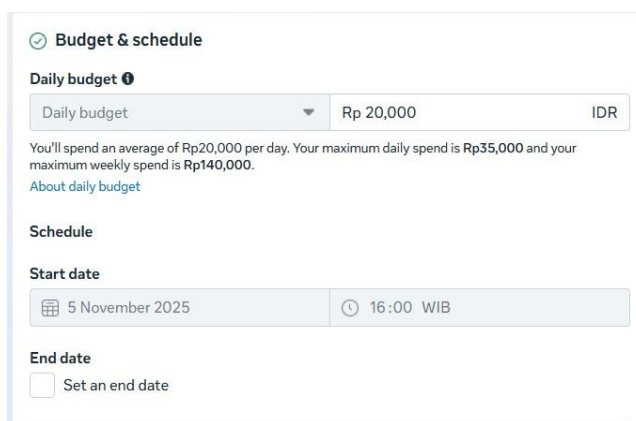 Budget & schedule
Daily budget
Daily budget
Rp 20,000 IDR
You'll spend an average of Rp20,000 per day. Your maximum daily spend is Rp35,000 and your
maximum weekly spend is Rp140,000.
About daily budget
Schedule
Start date
5 November 2025
16:00 WIB
End date
Set an end date